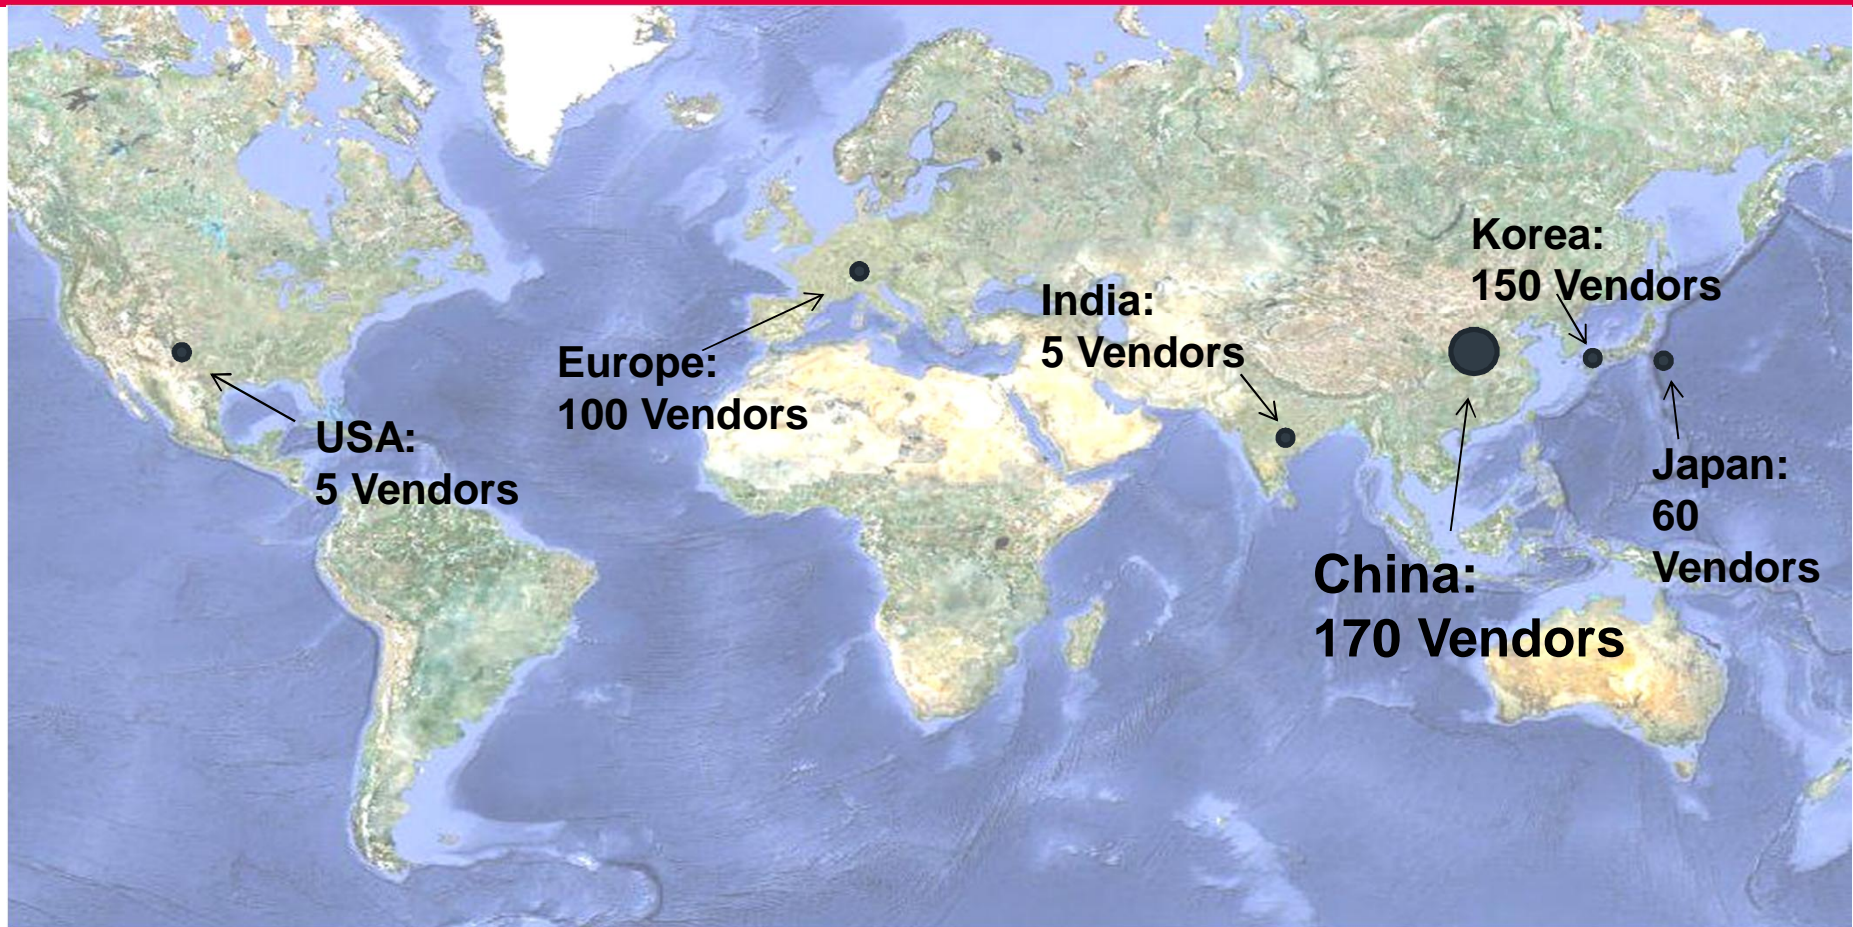 USA:
5 Vendors
Europe:
100 Vendors
India:
5 Vendors
Korea:
150 Vendors
China:
170 Vendors
Japan:
60
Vendors